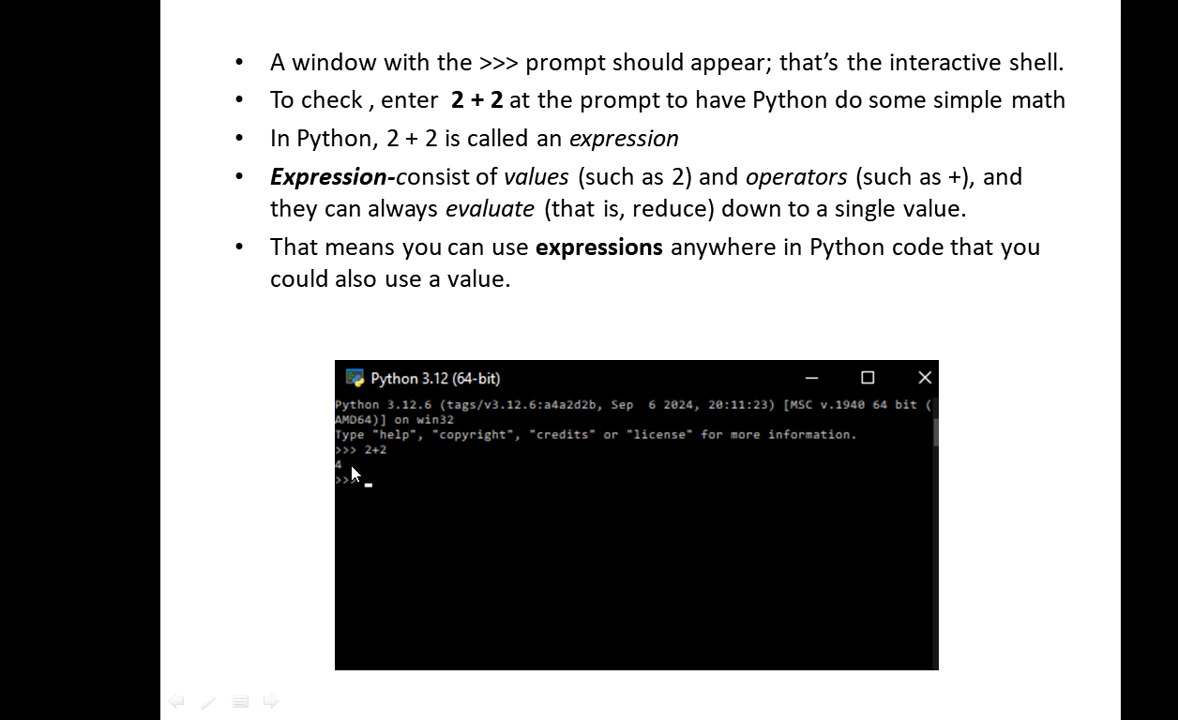 • A window with the >>> prompt should appear; that’s the interactive shell.
• To check , enter 2 + 2 at the prompt to have Python do some simple math
• In Python, 2 + 2 is called an expression
• Expression-consist of values (such as 2) and operators (such as +), and
they can always evaluate (that is, reduce) down to a single value.
• That means you can use expressions anywhere in Python code that you
could also use a value.
Python 3.12 (64-bit)
Python 3.12.6 (tags/v3.12.6:a4a2d2b, Sep  6 2024, 20:11:23) [MSC v.1940 64 bit (
AMD64)] on win32
Type "help", "copyright", "credits" or "license" for more information.
>>> 2+2
4
>>>